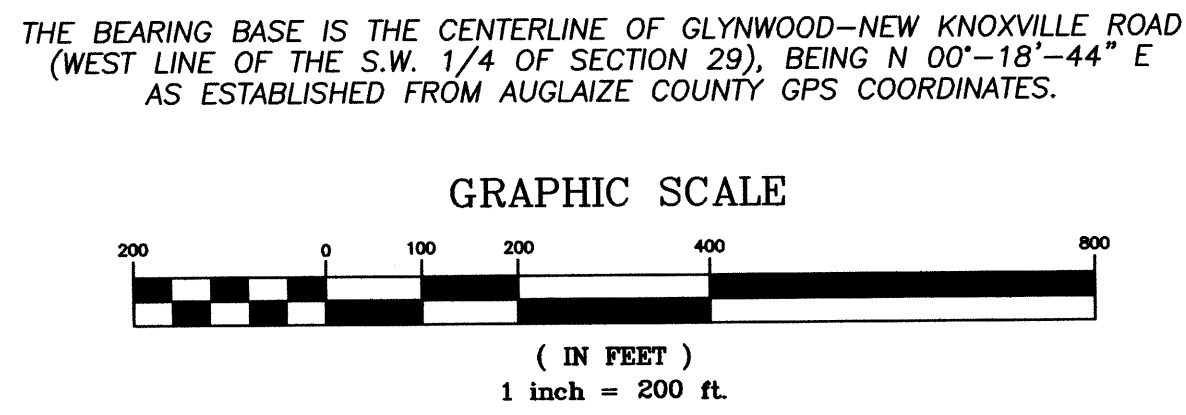 THE BEARING BASE IS THE CENTERLINE OF GLYNWOOD–NEW KNOXVILLE ROAD
(WEST LINE OF THE S.W. 1/4 OF SECTION 29), BEING N 00°–18'–44" E
AS ESTABLISHED FROM AUGLAIZE COUNTY GPS COORDINATES.
GRAPHIC SCALE
200 0 100 200 400 800
( IN FEET )
1 inch = 200 ft.